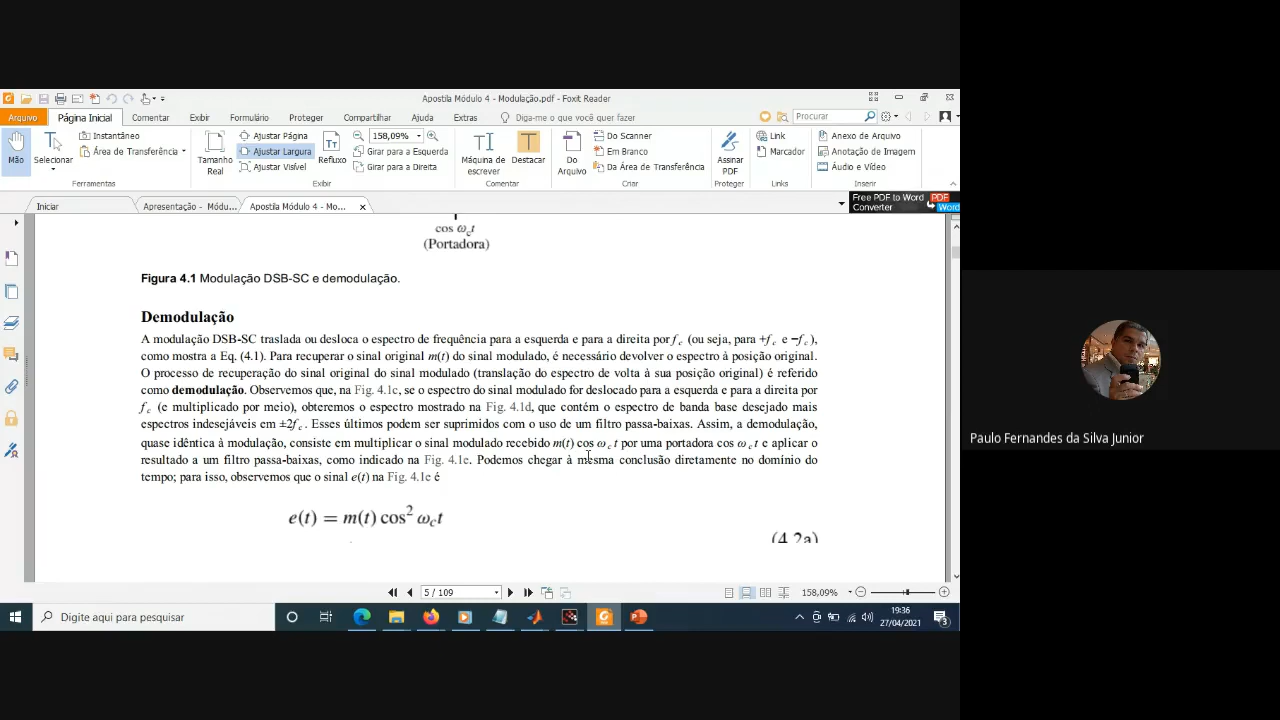 Apostila Módulo 4 - Modulação.pdf - Foxit Reader
Arquivo Página Inicial Comentar Exibir Formulário Proteger Compartilhar Ajuda Extras Diga-me o que você quer fazer Procurar
Mão
Selecionar
Instantâneo
Área de Transferência
Ferramentas
Tamanho Real
Ajustar Página
Ajustar Largura
Ajustar Visível
Refluxo
158,09%
Girar para a Esquerda
Girar para a Direita
Exibir
Máquina de escrever
Destacar
Comentar
Do Arquivo
Do Scanner
Em Branco
Da Área de Transferência
Criar
Assinar PDF
Proteger
Link
Marcador
Links
Anexo de Arquivo
Anotação de Imagem
Áudio e Vídeo
Inserir
Iniciar Apresentação - Módu... Apostila Módulo 4 - Mo...
Free PDF to Word PDF
Converter Word
cos ω_c t
(Portadora)
Figura 4.1 Modulação DSB-SC e demodulação.
Demodulação
A modulação DSB-SC traslada ou desloca o espectro de frequência para a esquerda e para a direita por f_c (ou seja, para +f_c e −f_c),
como mostra a Eq. (4.1). Para recuperar o sinal original m(t) do sinal modulado, é necessário devolver o espectro à posição original.
O processo de recuperação do sinal original do sinal modulado (translação do espectro de volta à sua posição original) é referido
como demodulação. Observemos que, na Fig. 4.1c, se o espectro do sinal modulado for deslocado para a esquerda e para a direita por
f_c (e multiplicado por meio), obteremos o espectro mostrado na Fig. 4.1d, que contém o espectro de banda base desejado mais
espectros indesejáveis em ±2f_c. Esses últimos podem ser suprimidos com o uso de um filtro passa-baixas. Assim, a demodulação,
quase idêntica à modulação, consiste em multiplicar o sinal modulado recebido m(t) cos ω_c t por uma portadora cos ω_c t e aplicar o
resultado a um filtro passa-baixas, como indicado na Fig. 4.1e. Podemos chegar à mesma conclusão diretamente no domínio do
tempo; para isso, observemos que o sinal e(t) na Fig. 4.1e é
e(t) = m(t) cos² ω_c t
(4.2a)
5 / 109
158,09%
Digite aqui para pesquisar
19:36
27/04/2021
3
Paulo Fernandes da Silva Junior